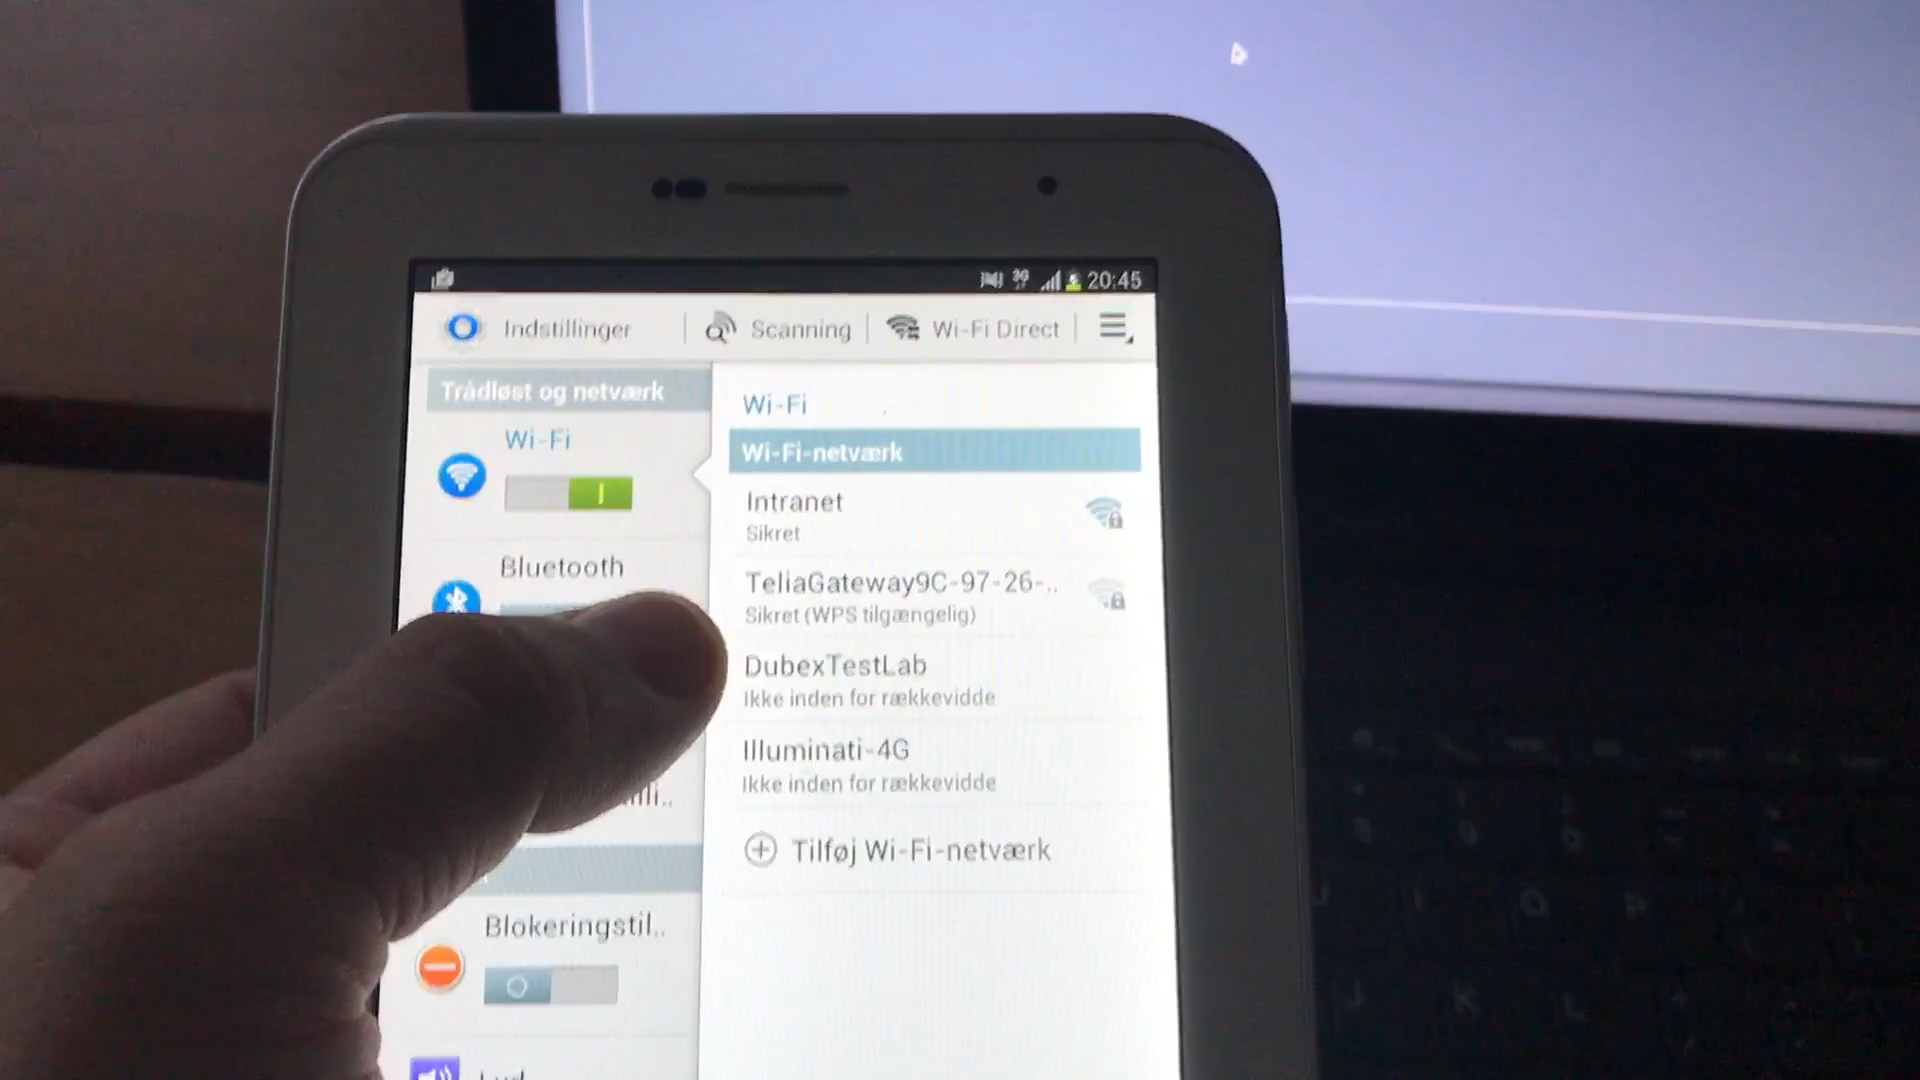 20:45
Indstillinger
Scanning
Wi-Fi Direct
Trådløst og netværk
Wi-Fi
Bluetooth
Blokeringstil..
Wi-Fi
Wi-Fi-netværk
Intranet
Sikret
TeliaGateway9C-97-26-..
Sikret (WPS tilgængelig)
DubexTestLab
Ikke inden for rækkevidde
Illuminati-4G
Ikke inden for rækkevidde
Tilføj Wi-Fi-netværk